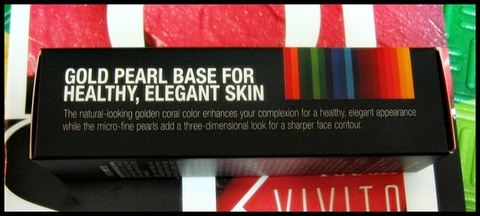 GOLD PEARL BASE FOR
HEALTHY, ELEGANT SKIN
The natural-looking golden coral color enhances your complexion for a healthy, elegant appearance
while the micro-fine pearls add a three-dimensional look for a sharper face contour.
VIVITO